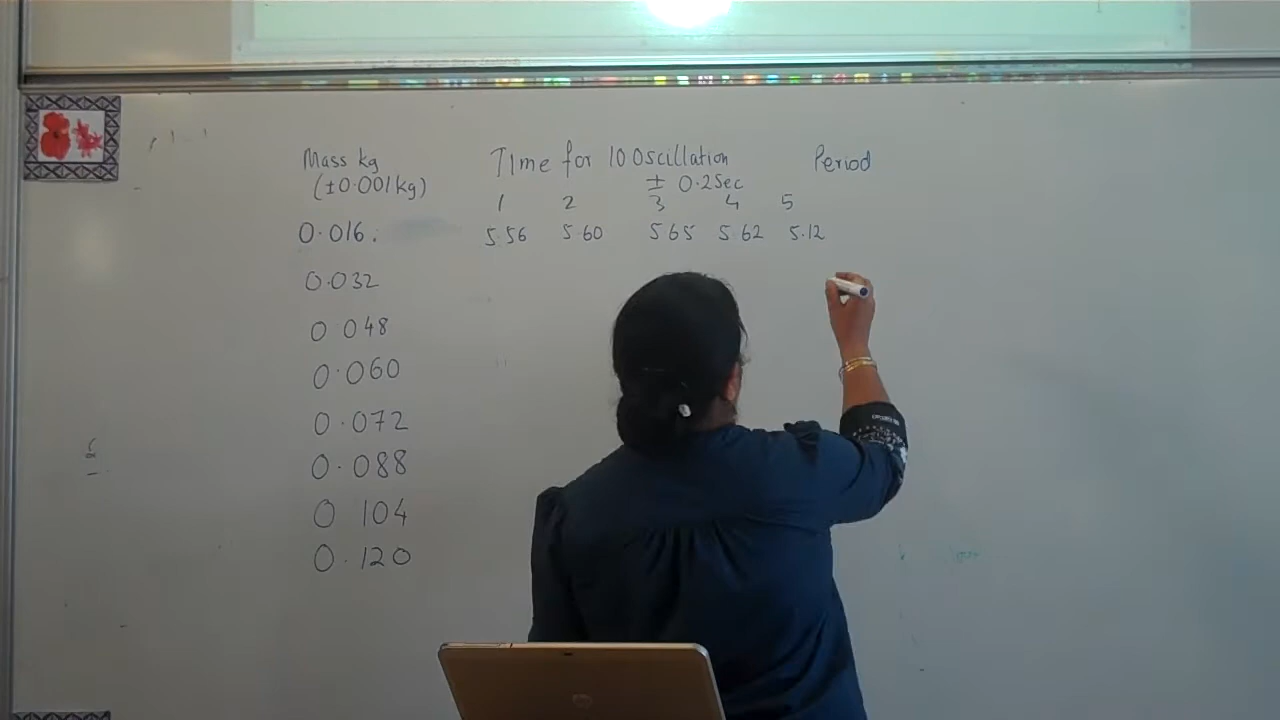 Mass kg Time for 10 Oscillation Period
(±0.001kg) ± 0.2Sec
1 2 3 4 5
0.016. 5.56 5.60 5.65 5.62 5.12
0.032
0.048
0.060
0.072
0.088
0.104
0.120